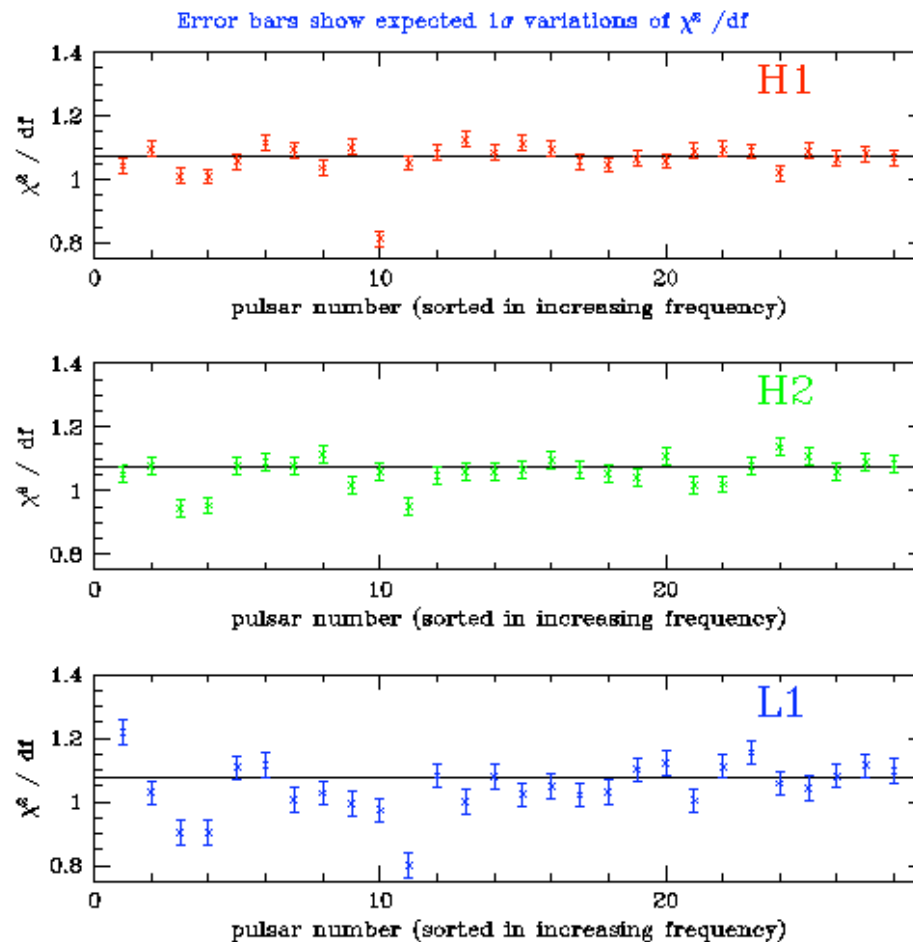 Error bars show expected 1σ variations of χ² /df
1.4
1.2
1
0.8
χ² / df
H1
0
10
20
pulsar number (sorted in increasing frequency)
1.4
1.2
1
0.8
χ² / df
H2
0
10
20
pulsar number (sorted in increasing frequency)
1.4
1.2
1
0.8
χ² / df
L1
0
10
20
pulsar number (sorted in increasing frequency)